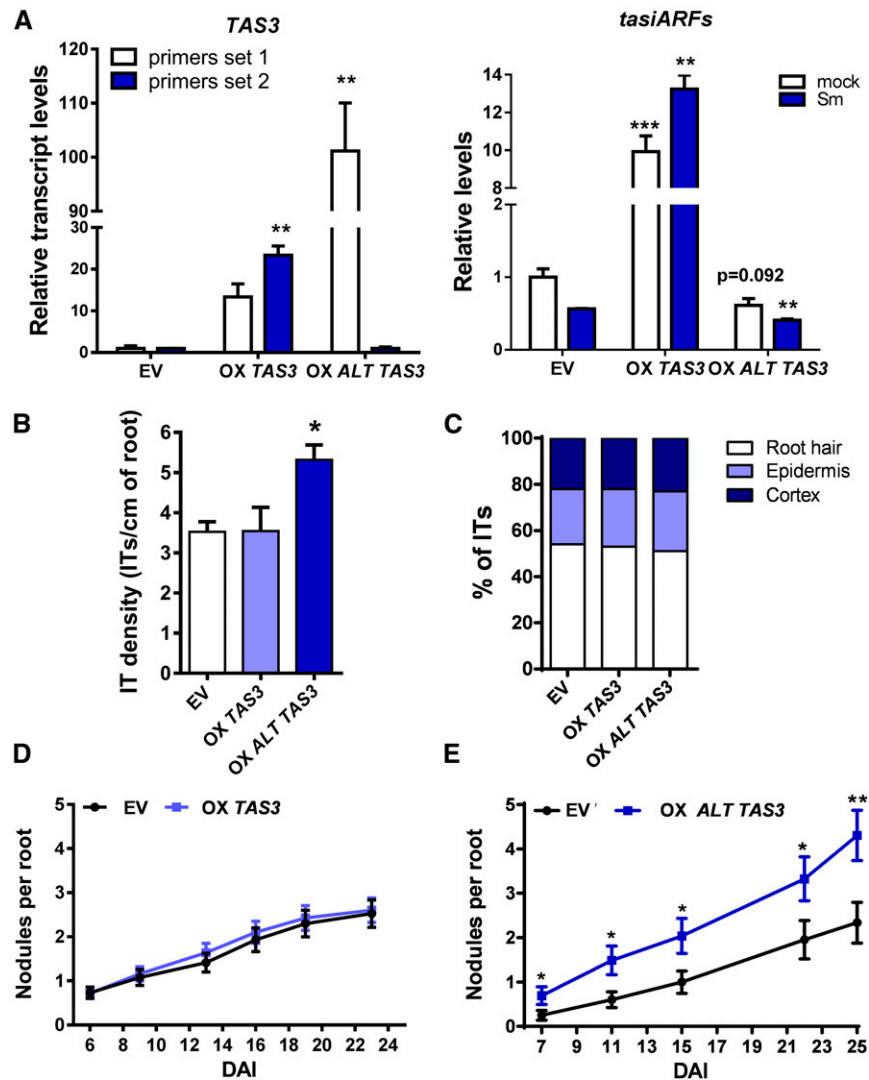 A
TAS3
primers set 1
primers set 2
Relative transcript levels
120
110
100
90
30
20
10
0
**
**
EV
OX TAS3
OX ALT TAS3
tasiARFs
mock
Sm
Relative levels
14
12
10
8
2
1
0
***
**
p=0.092
**
EV
OX TAS3
OX ALT TAS3
B
IT density (ITs/cm of root)
6
5
4
3
2
1
0
*
EV
OX TAS3
OX ALT TAS3
C
% of ITs
100
80
60
40
20
0
Root hair
Epidermis
Cortex
EV
OX TAS3
OX ALT TAS3
D
EV
OX TAS3
Nodules per root
5
4
3
2
1
0
6 8 10 12 14 16 18 20 22 24
DAI
E
EV
OX ALT TAS3
Nodules per root
5
4
3
2
1
0
* * * * **
7 9 11 13 15 17 19 21 23 25
DAI